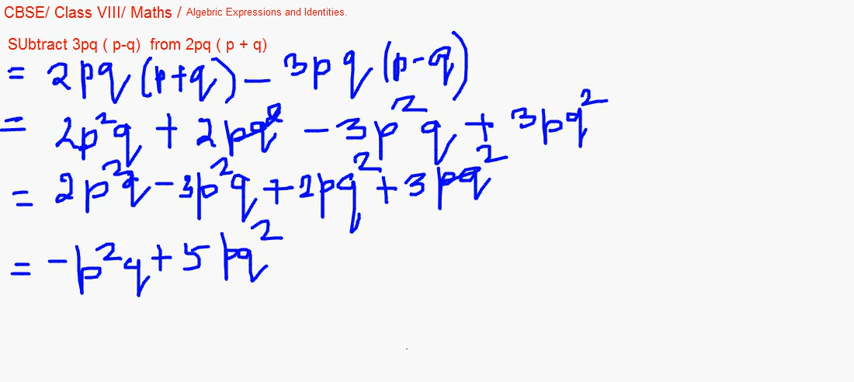 CBSE/ Class VIII/ Maths / Algebric Expressions and Identities.
SUbtract 3pq ( p-q) from 2pq ( p + q)
= 2pq (p+q) - 3pq (p-q)
= 2p²q + 2pq² - 3p²q + 3pq²
= 2p²q - 3p²q + 2pq² + 3pq²
= -p²q + 5pq²